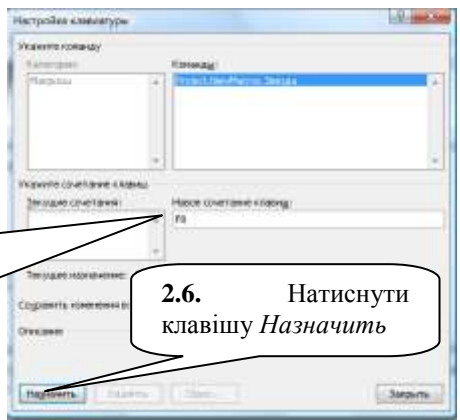 Настройка клавиатуры
Укажите команду
Категории: Команды:
Макросы Project.NewMacros.Звезда
Укажите сочетание клавиш
Текущие сочетания: Новое сочетание клавиш:
F8
Текущее назначение:
Сохранить изменения в:
Описание
2.6. Натиснути
клавішу Назначить
Назначить Удалить Сброс... Закрыть